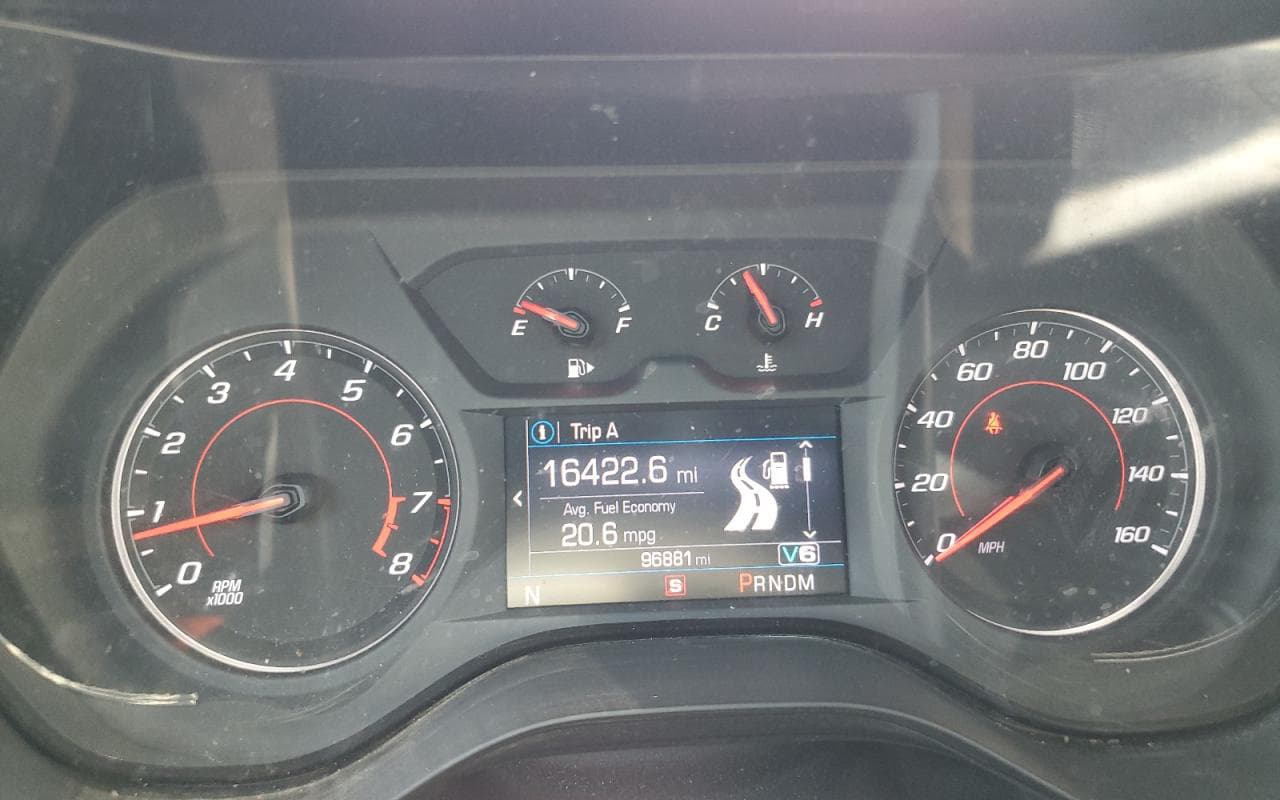 E F
C H
0 1 2 3 4 5 6 7 8
RPM
x1000
Trip A
16422.6 mi
Avg. Fuel Economy
20.6 mpg
96881 mi
V6
N S PRNDM
0 20 40 60 80 100 120 140 160
MPH